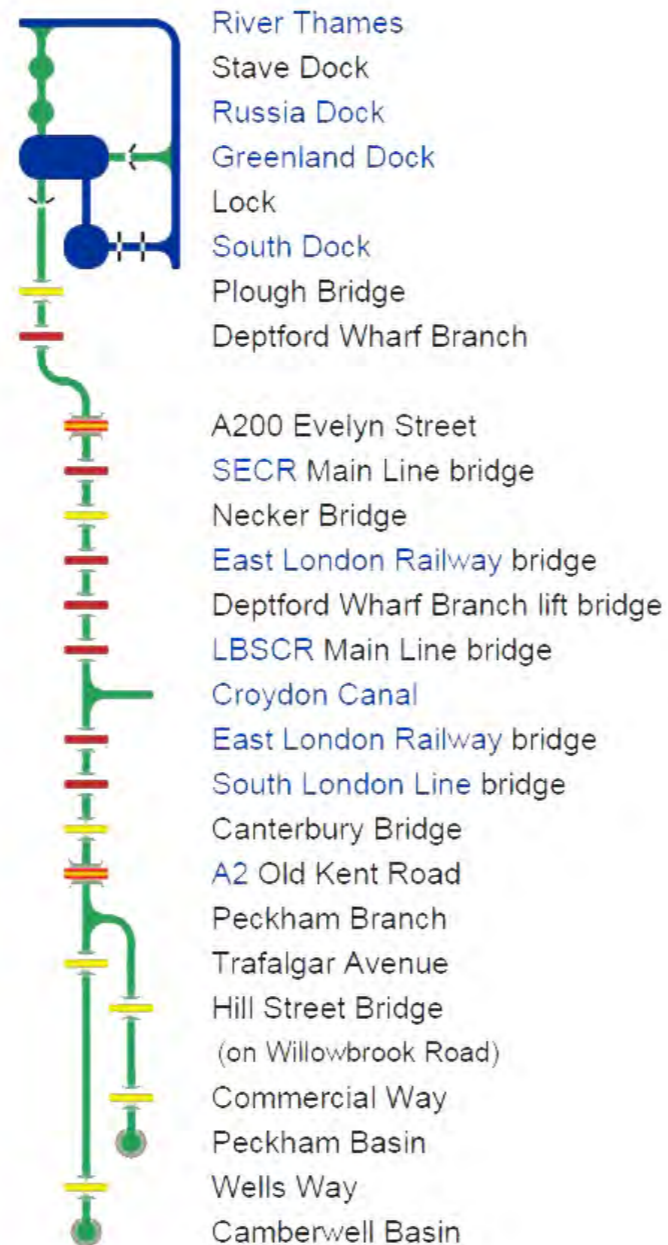 River Thames
Stave Dock
Russia Dock
Greenland Dock
Lock
South Dock
Plough Bridge
Deptford Wharf Branch
A200 Evelyn Street
SECR Main Line bridge
Necker Bridge
East London Railway bridge
Deptford Wharf Branch lift bridge
LBSCR Main Line bridge
Croydon Canal
East London Railway bridge
South London Line bridge
Canterbury Bridge
A2 Old Kent Road
Peckham Branch
Trafalgar Avenue
Hill Street Bridge
(on Willowbrook Road)
Commercial Way
Peckham Basin
Wells Way
Camberwell Basin